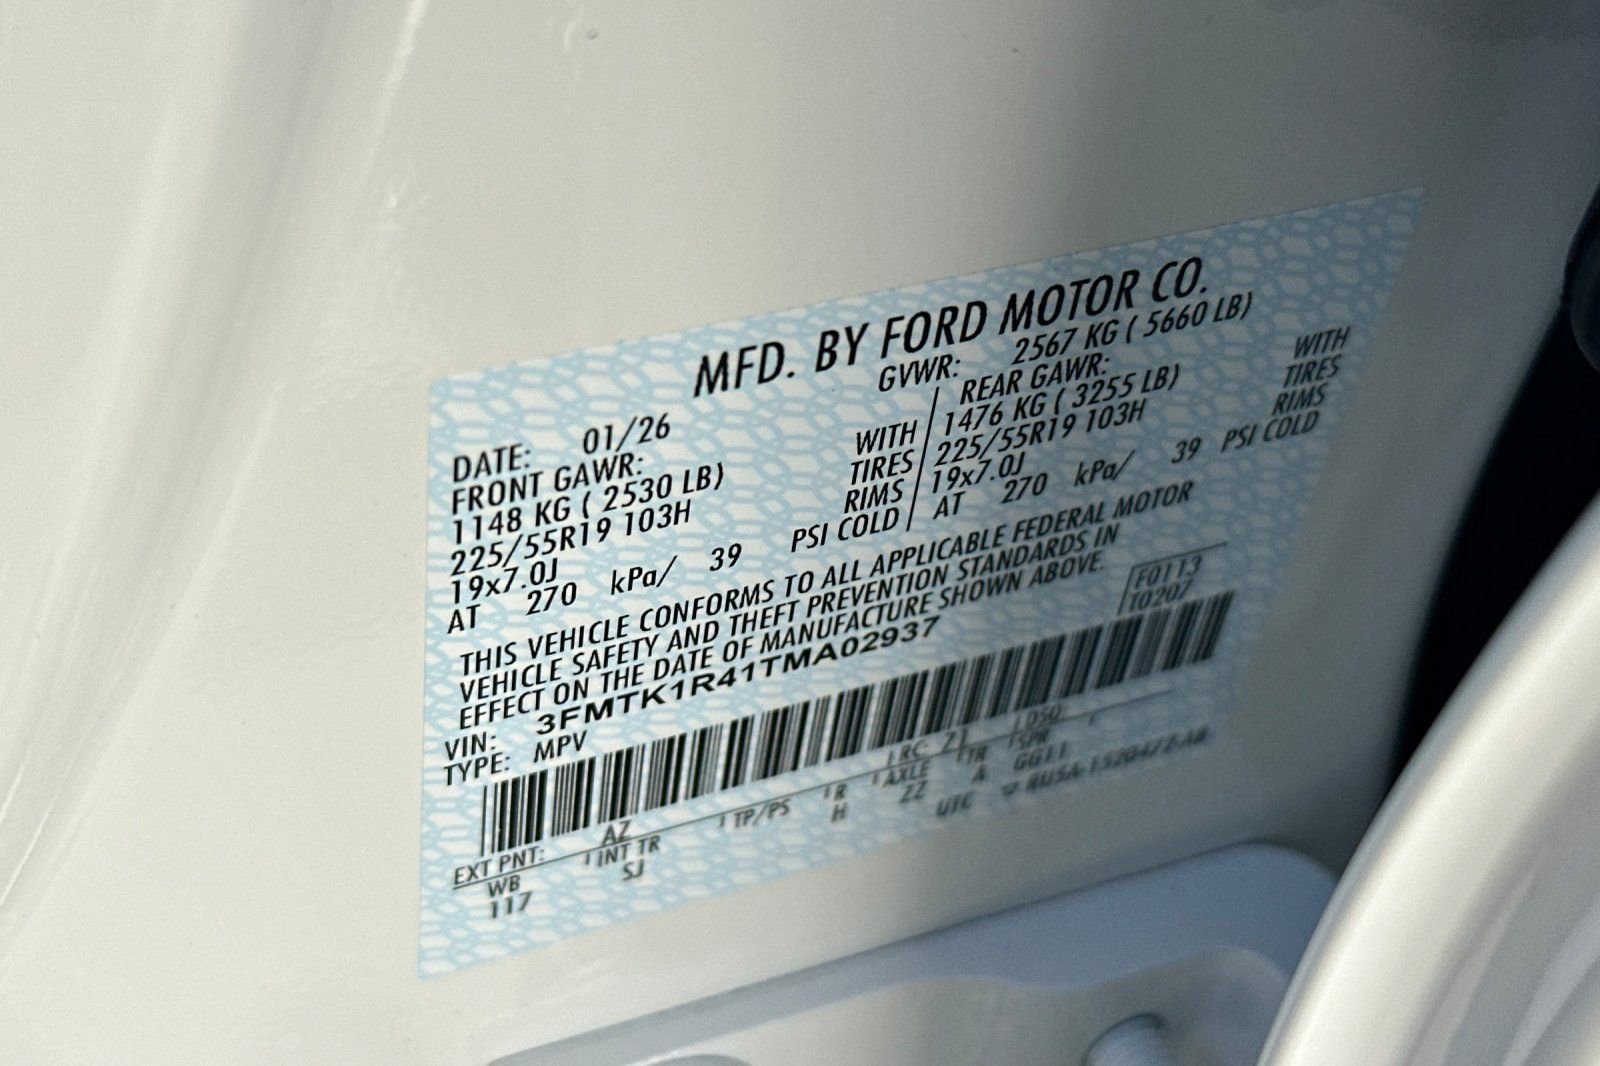 MFD. BY FORD MOTOR CO.
DATE: 01/26 GVWR: 2567 KG ( 5660 LB)
FRONT GAWR: WITH REAR GAWR: WITH
1148 KG ( 2530 LB) TIRES 1476 KG ( 3255 LB) TIRES
225/55R19 103H RIMS 225/55R19 103H RIMS
19x7.0J PSI COLD 19x7.0J PSI COLD
AT 270 kPa/ 39 AT 270 kPa/ 39
THIS VEHICLE CONFORMS TO ALL APPLICABLE FEDERAL MOTOR
VEHICLE SAFETY AND THEFT PREVENTION STANDARDS IN
EFFECT ON THE DATE OF MANUFACTURE SHOWN ABOVE.
F0113
T0207
VIN: 3FMTK1R41TMA02937
TYPE: MPV
EXT PNT: AZ RC: 71 DSO:
WB INT TR TP/PS R AXLE TR SPR
117 SJ H ZZ A GG11
UTC